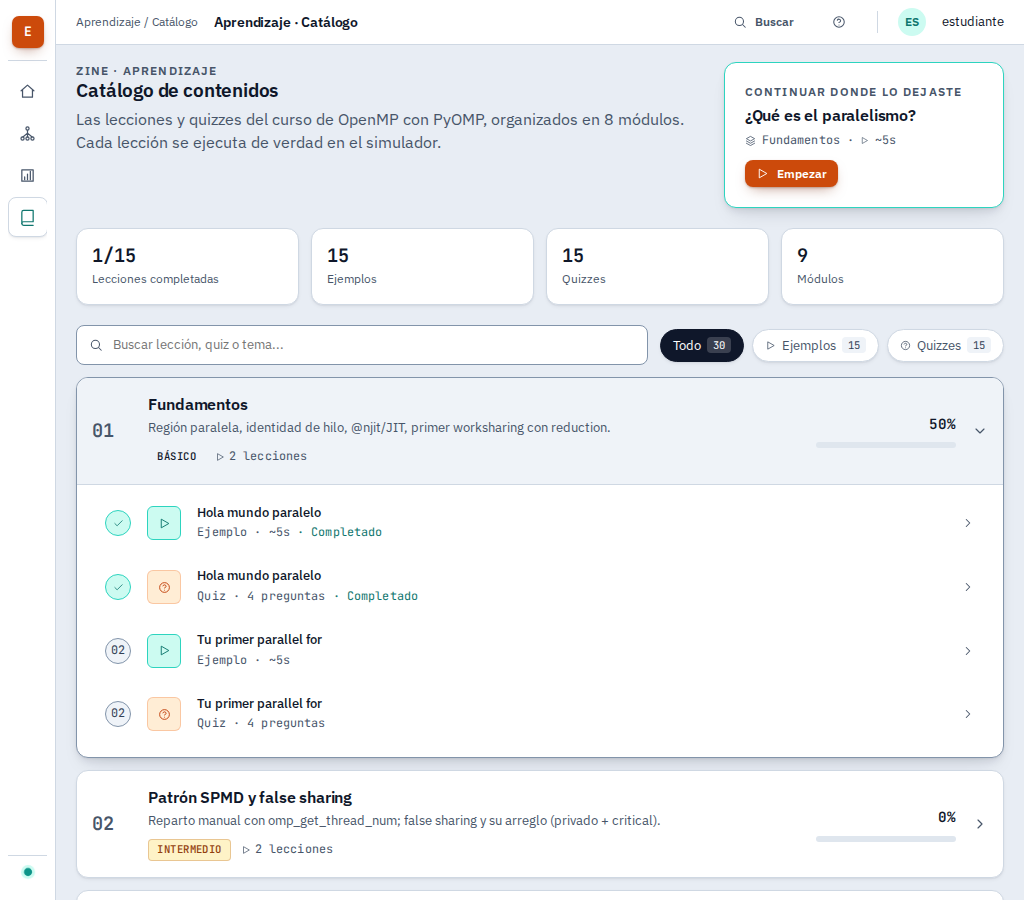 E
Aprendizaje / Catálogo
Aprendizaje · Catálogo
Buscar
ES
estudiante
ZINE · APRENDIZAJE
Catálogo de contenidos
Las lecciones y quizzes del curso de OpenMP con PyOMP, organizados en 8 módulos.
Cada lección se ejecuta de verdad en el simulador.
CONTINUAR DONDE LO DEJASTE
¿Qué es el paralelismo?
Fundamentos · ~5s
Empezar
1/15
Lecciones completadas
15
Ejemplos
15
Quizzes
9
Módulos
Buscar lección, quiz o tema...
Todo 30
Ejemplos 15
Quizzes 15
01
Fundamentos
Región paralela, identidad de hilo, @njit/JIT, primer worksharing con reduction.
BÁSICO
2 lecciones
50%
Hola mundo paralelo
Ejemplo · ~5s · Completado
Hola mundo paralelo
Quiz · 4 preguntas · Completado
02
Tu primer parallel for
Ejemplo · ~5s
02
Tu primer parallel for
Quiz · 4 preguntas
02
Patrón SPMD y false sharing
Reparto manual con omp_get_thread_num; false sharing y su arreglo (privado + critical).
INTERMEDIO
2 lecciones
0%